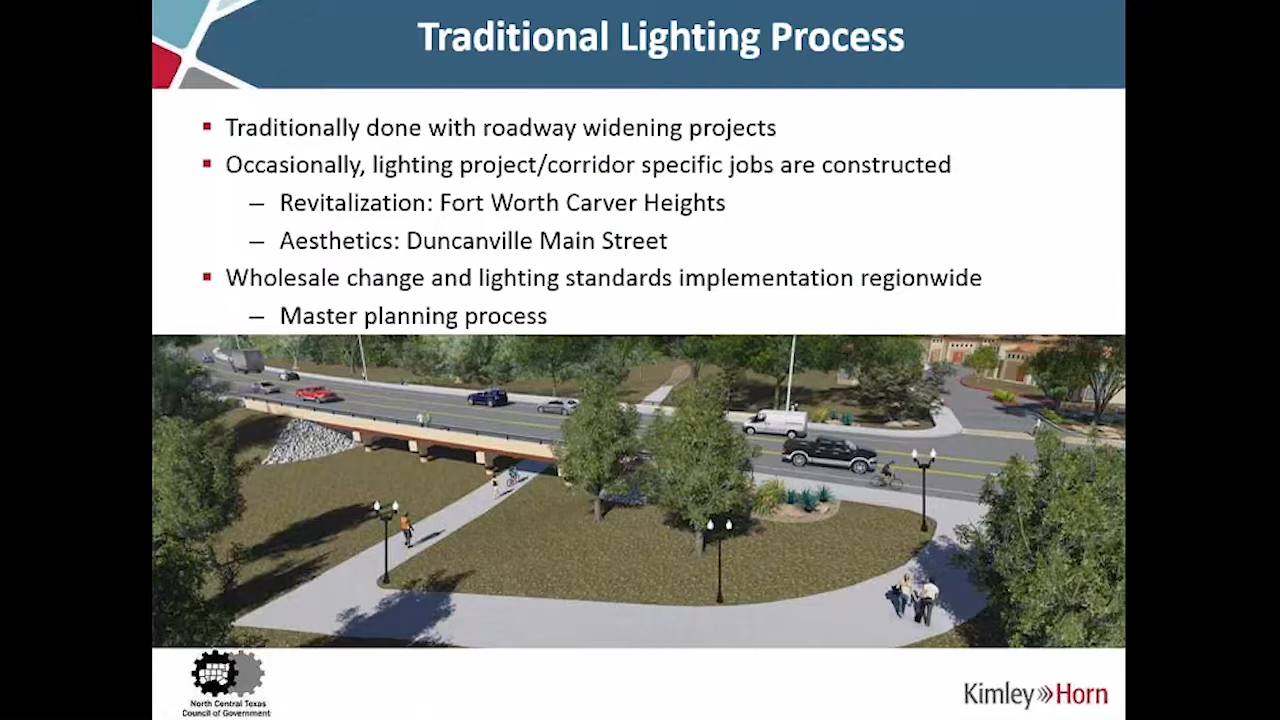 Traditional Lighting Process
▪ Traditionally done with roadway widening projects
▪ Occasionally, lighting project/corridor specific jobs are constructed
– Revitalization: Fort Worth Carver Heights
– Aesthetics: Duncanville Main Street
▪ Wholesale change and lighting standards implementation regionwide
– Master planning process
North Central Texas
Council of Government
Kimley»Horn